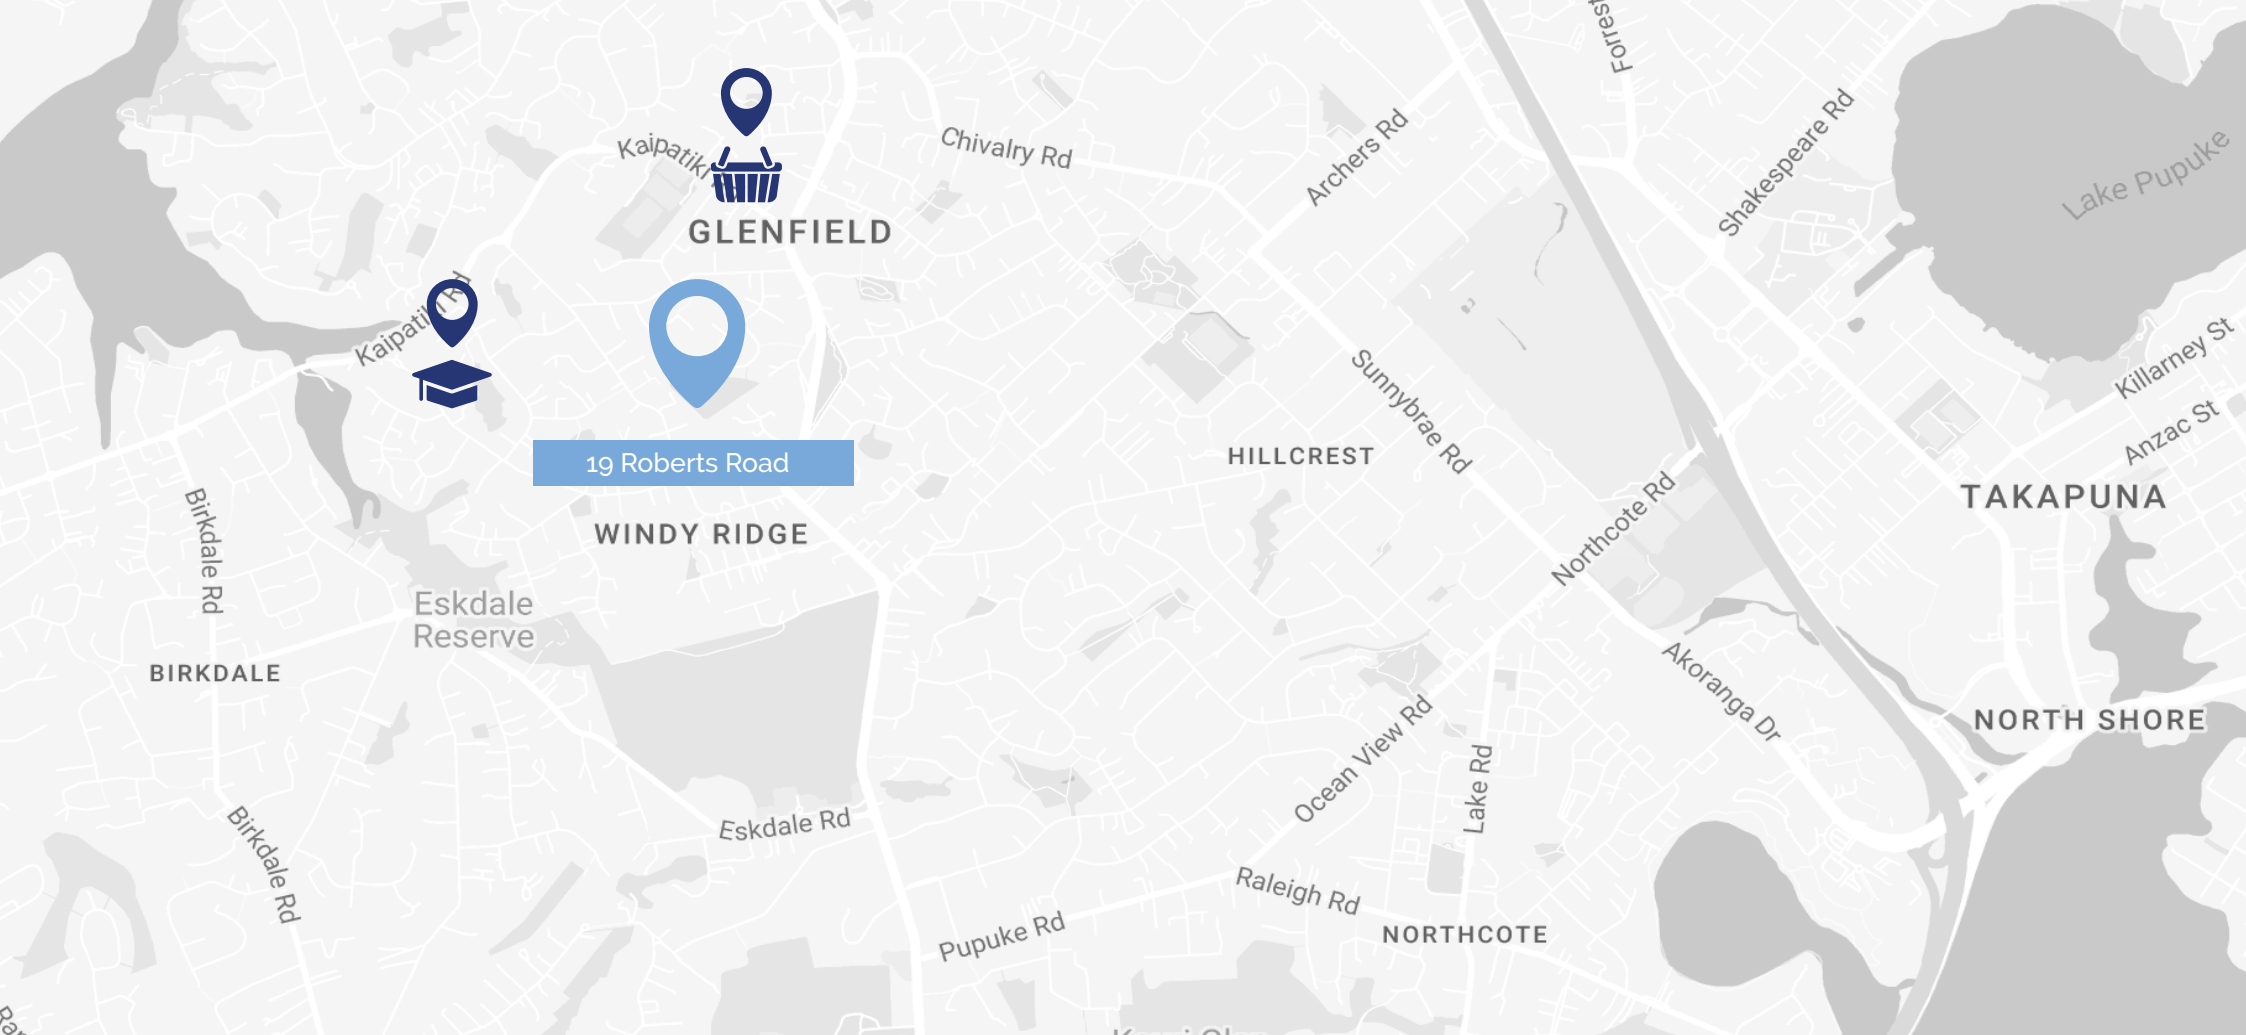 Forrest
Kaipatiki
Chivalry Rd
Archers Rd
Shakespeare Rd
Lake Pupuke
GLENFIELD
Kaipatiki Rd
19 Roberts Road
Sunnybrae Rd
Killarney St
Anzac St
HILLCREST
TAKAPUNA
Birkdale Rd
WINDY RIDGE
Northcote Rd
Eskdale
Reserve
BIRKDALE
Akoranga Dr
NORTH SHORE
Ocean View Rd
Lake Rd
Birkdale Rd
Eskdale Rd
Raleigh Rd
Pupuke Rd
NORTHCOTE